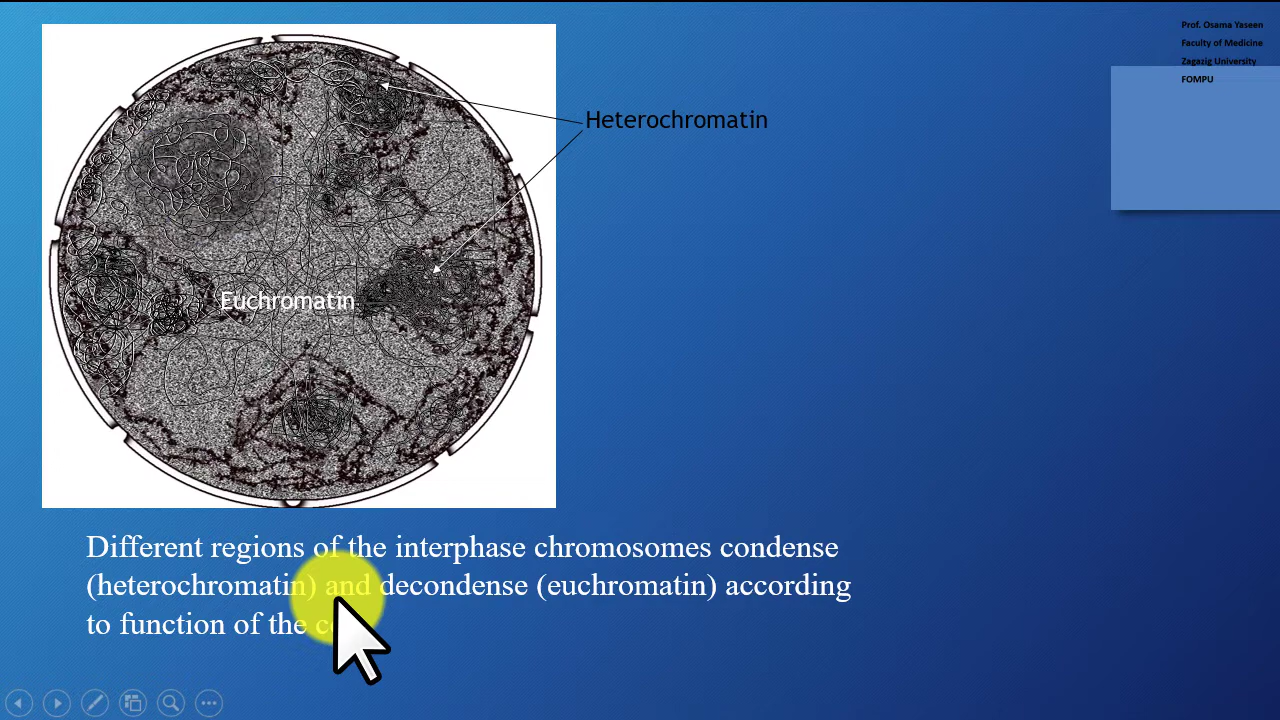 Prof. Osama Yaseen
Faculty of Medicine
Zagazig University
FOMPU
Heterochromatin
Euchromatin
Different regions of the interphase chromosomes condense
(heterochromatin) and decondense (euchromatin) according
to function of the